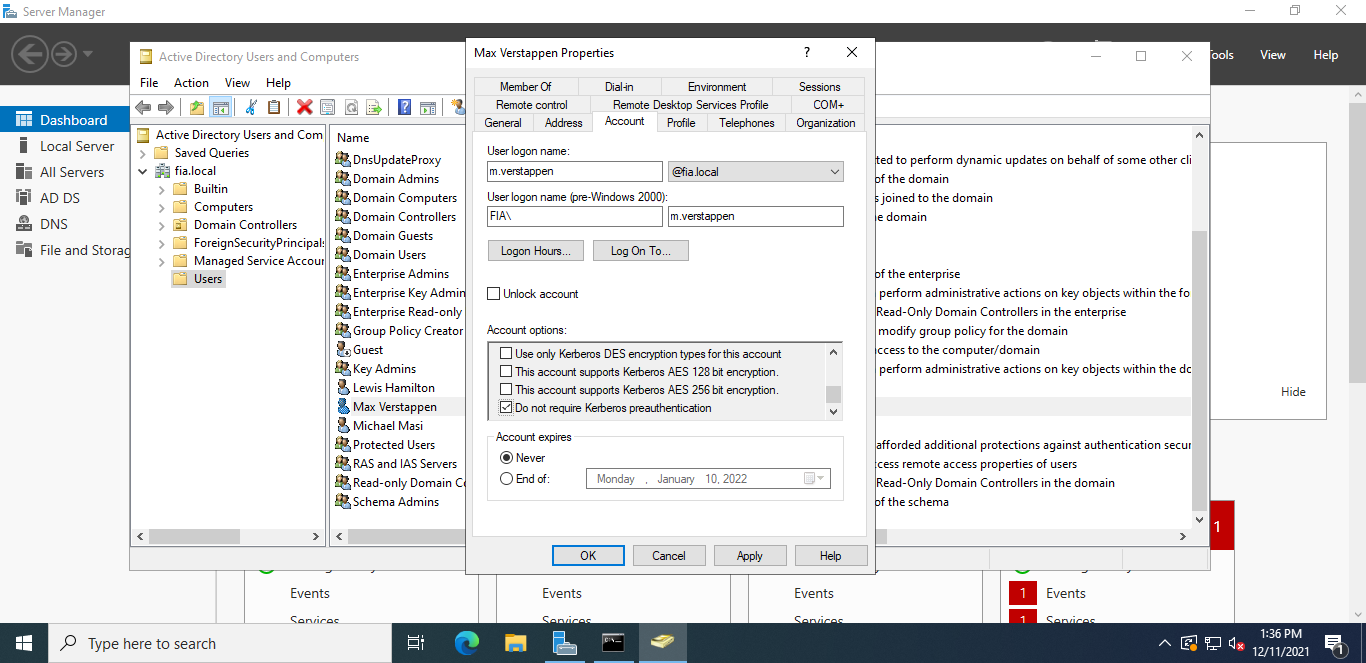 Server Manager
Tools View Help
Dashboard
Local Server
All Servers
AD DS
DNS
File and Storag
Active Directory Users and Computers
File Action View Help
Active Directory Users and Com
Saved Queries
fia.local
Builtin
Computers
Domain Controllers
ForeignSecurityPrincipals
Managed Service Accour
Users
Name
DnsUpdateProxy
Domain Admins
Domain Computers
Domain Controllers
Domain Guests
Domain Users
Enterprise Admins
Enterprise Key Admin
Enterprise Read-only
Group Policy Creator
Guest
Key Admins
Lewis Hamilton
Max Verstappen
Michael Masi
Protected Users
RAS and IAS Servers
Read-only Domain Co
Schema Admins
Max Verstappen Properties
? 
Member Of Dial-in Environment Sessions
Remote control Remote Desktop Services Profile COM+
General Address Account Profile Telephones Organization
User logon name:
m.verstappen @fia.local
User logon name (pre-Windows 2000):
FIA\ m.verstappen
Logon Hours... Log On To...
Unlock account
Account options:
Use only Kerberos DES encryption types for this account
This account supports Kerberos AES 128 bit encryption.
This account supports Kerberos AES 256 bit encryption.
Do not require Kerberos preauthentication
Account expires
Never
End of: Monday , January 10, 2022
OK Cancel Apply Help
ted to perform dynamic updates on behalf of some other cli
of the domain
s joined to the domain
e domain
of the enterprise
perform administrative actions on key objects within the fo
Read-Only Domain Controllers in the enterprise
modify group policy for the domain
ccess to the computer/domain
perform administrative actions on key objects within the dc
afforded additional protections against authentication secur
cess remote access properties of users
Read-Only Domain Controllers in the domain
of the schema
Hide
1
Events Events Events 1 Events
Services Services Services 1 Services
Type here to search
1:36 PM
12/11/2021
1